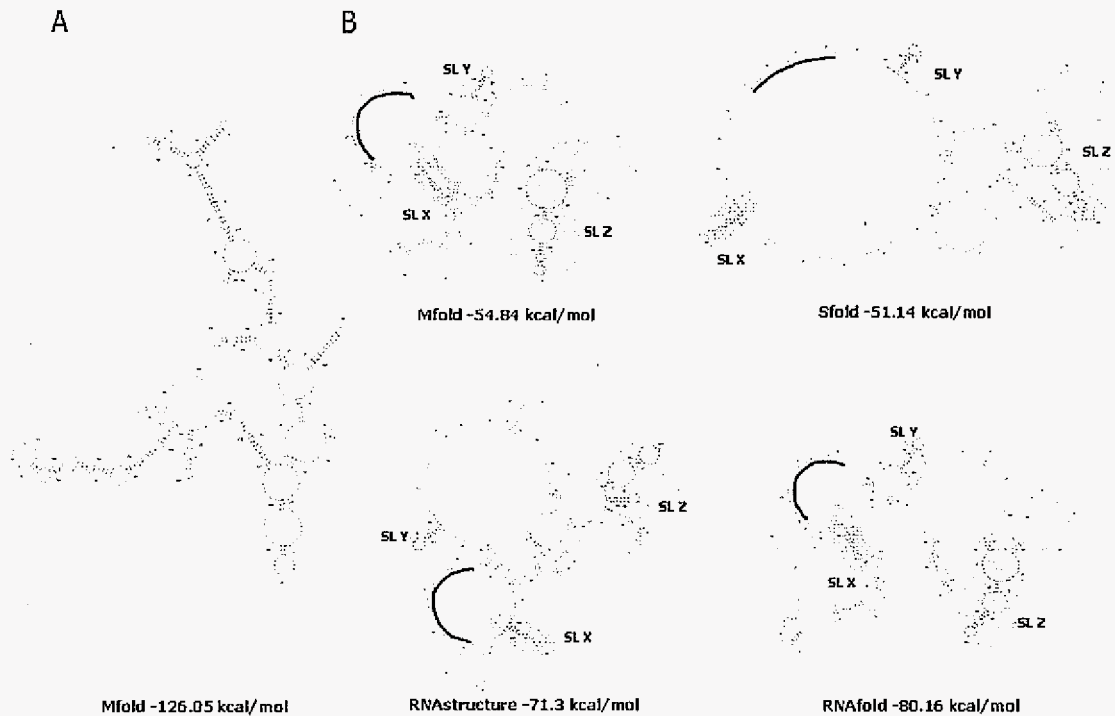 A
B
SL Y
SL X
SL Z
Mfold -54.84 kcal/mol
SL Y
SL Z
SL X
Sfold -51.14 kcal/mol
SL Z
SL Y
SL X
RNAstructure -71.3 kcal/mol
SL Y
SL X
SL Z
RNAfold -80.16 kcal/mol
Mfold -126.05 kcal/mol